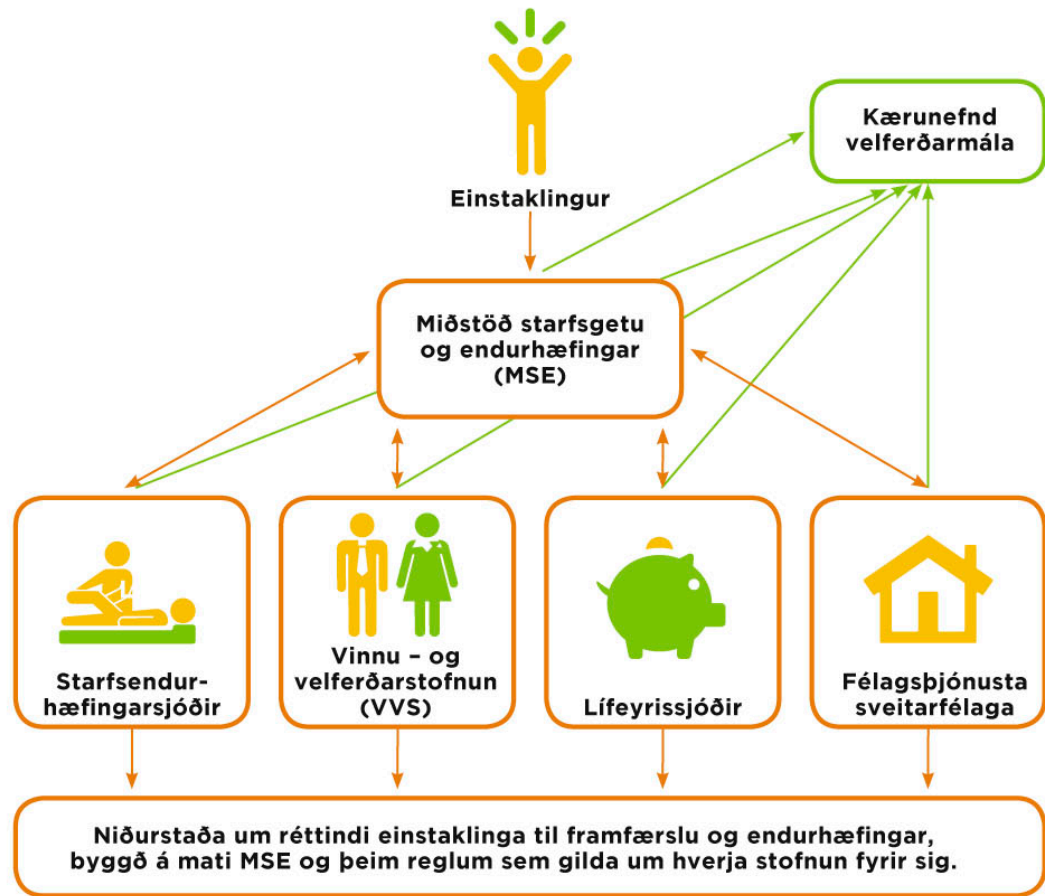 Kærunefnd
velferðarmála
Einstaklingur
Miðstöð starfsgetu
og endurhæfingar
(MSE)
Starfsendur-
hæfingarsjóðir
Vinnu – og
velferðarstofnun
(VVS)
Lífeyrissjóðir
Félagsþjónusta
sveitarfélaga
Niðurstaða um réttindi einstaklinga til framfærslu og endurhæfingar,
byggð á mati MSE og þeim reglum sem gilda um hverja stofnun fyrir sig.